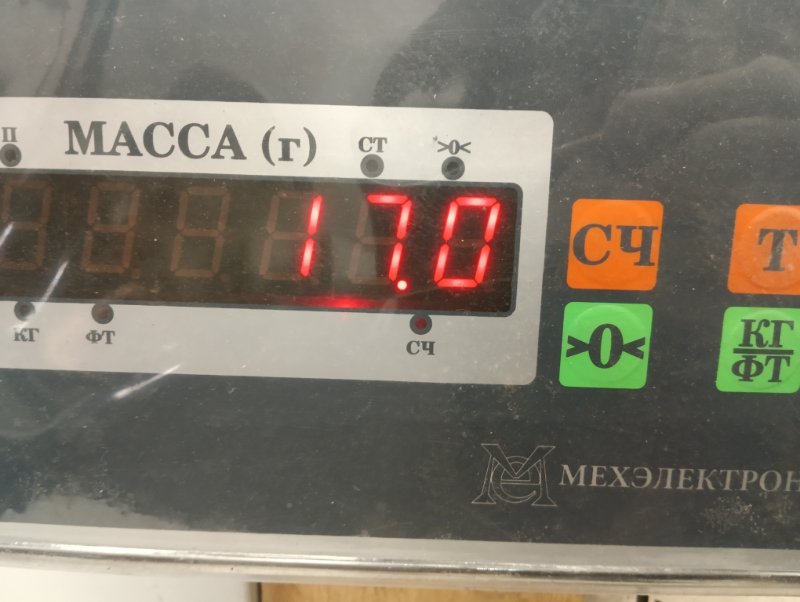 П МАССА (г) СТ >0<
17.0
КГ ФТ СЧ
СЧ Т
>0< КГ/ФТ
МЕХЭЛЕКТРОН